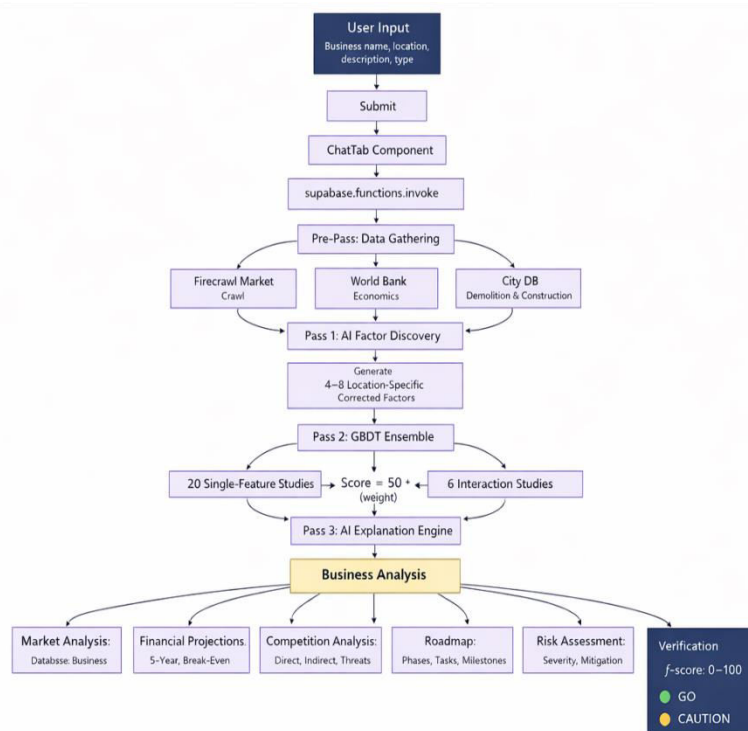 User Input
Business name, location,
description, type
Submit
ChatTab Component
supabase.functions.invoke
Pre-Pass: Data Gathering
Firecrawl Market
Crawl
World Bank
Economics
City DB
Demolition & Construction
Pass 1: AI Factor Discovery
Generate
4–8 Location-Specific
Corrected Factors
Pass 2: GBDT Ensemble
20 Single-Feature Studies
Score = 50 +
(weight)
6 Interaction Studies
Pass 3: AI Explanation Engine
Business Analysis
Market Analysis:
Databsse. Business
Financial Projections.
5-Year, Break-Even
Competition Analysis:
Direct, Indirect, Threats
Roadmap:
Phases, Tasks, Milestones
Risk Assessment:
Severity, Mitigation
Verification
f-score: 0–100
GO
CAUTION